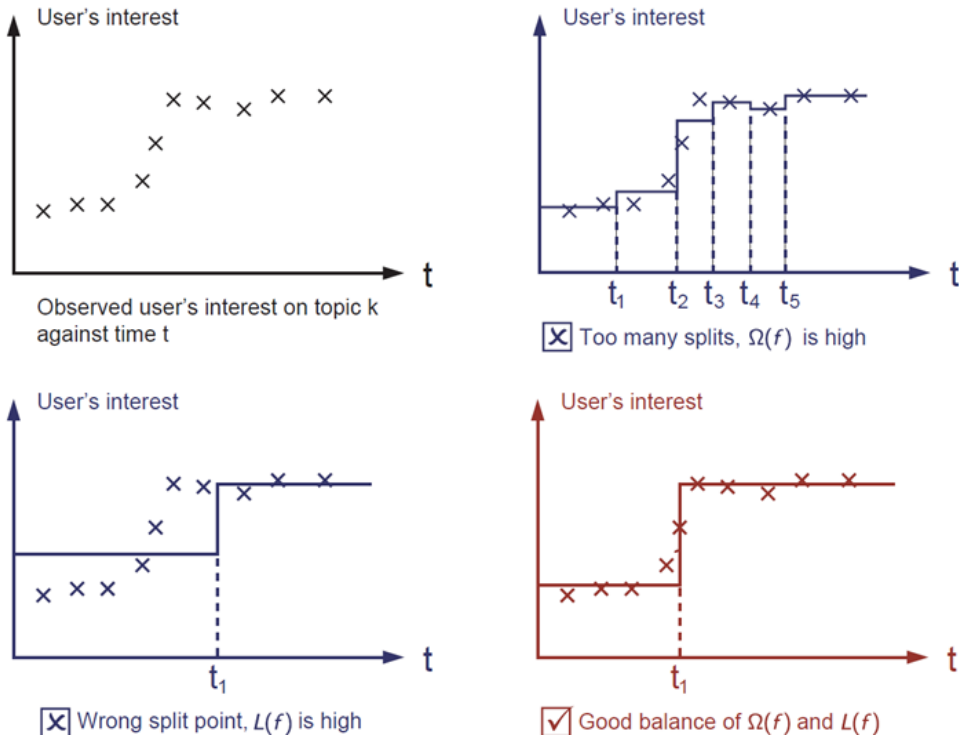 User's interest
t
Observed user's interest on topic k
against time t
User's interest
t
t₁ t₂ t₃ t₄ t₅
Too many splits, Ω(f) is high
User's interest
t
t₁
Wrong split point, L(f) is high
User's interest
t
t₁
Good balance of Ω(f) and L(f)